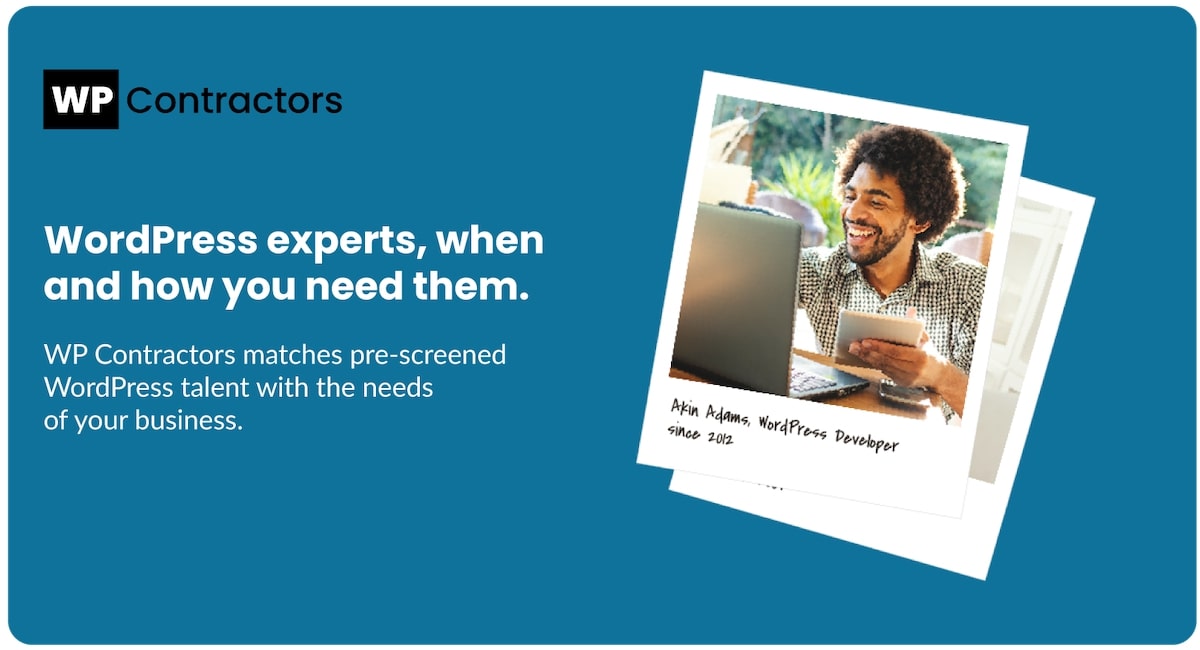 WP Contractors
WordPress experts, when
and how you need them.
WP Contractors matches pre-screened
WordPress talent with the needs
of your business.
Akin Adams, WordPress Developer
since 2012